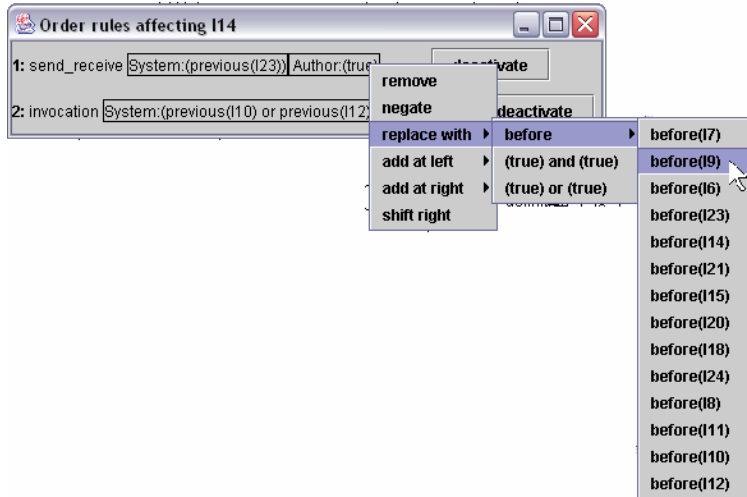 Order rules affecting I14
1: send_receive System:(previous(I23)) Author:(true)
2: invocation System:(previous(I10) or previous(I12) deactivate
remove
negate
replace with
add at left
add at right
shift right
before
(true) and (true)
(true) or (true)
before(I7)
before(I9)
before(I6)
before(I23)
before(I14)
before(I21)
before(I15)
before(I20)
before(I18)
before(I24)
before(I8)
before(I11)
before(I10)
before(I12)